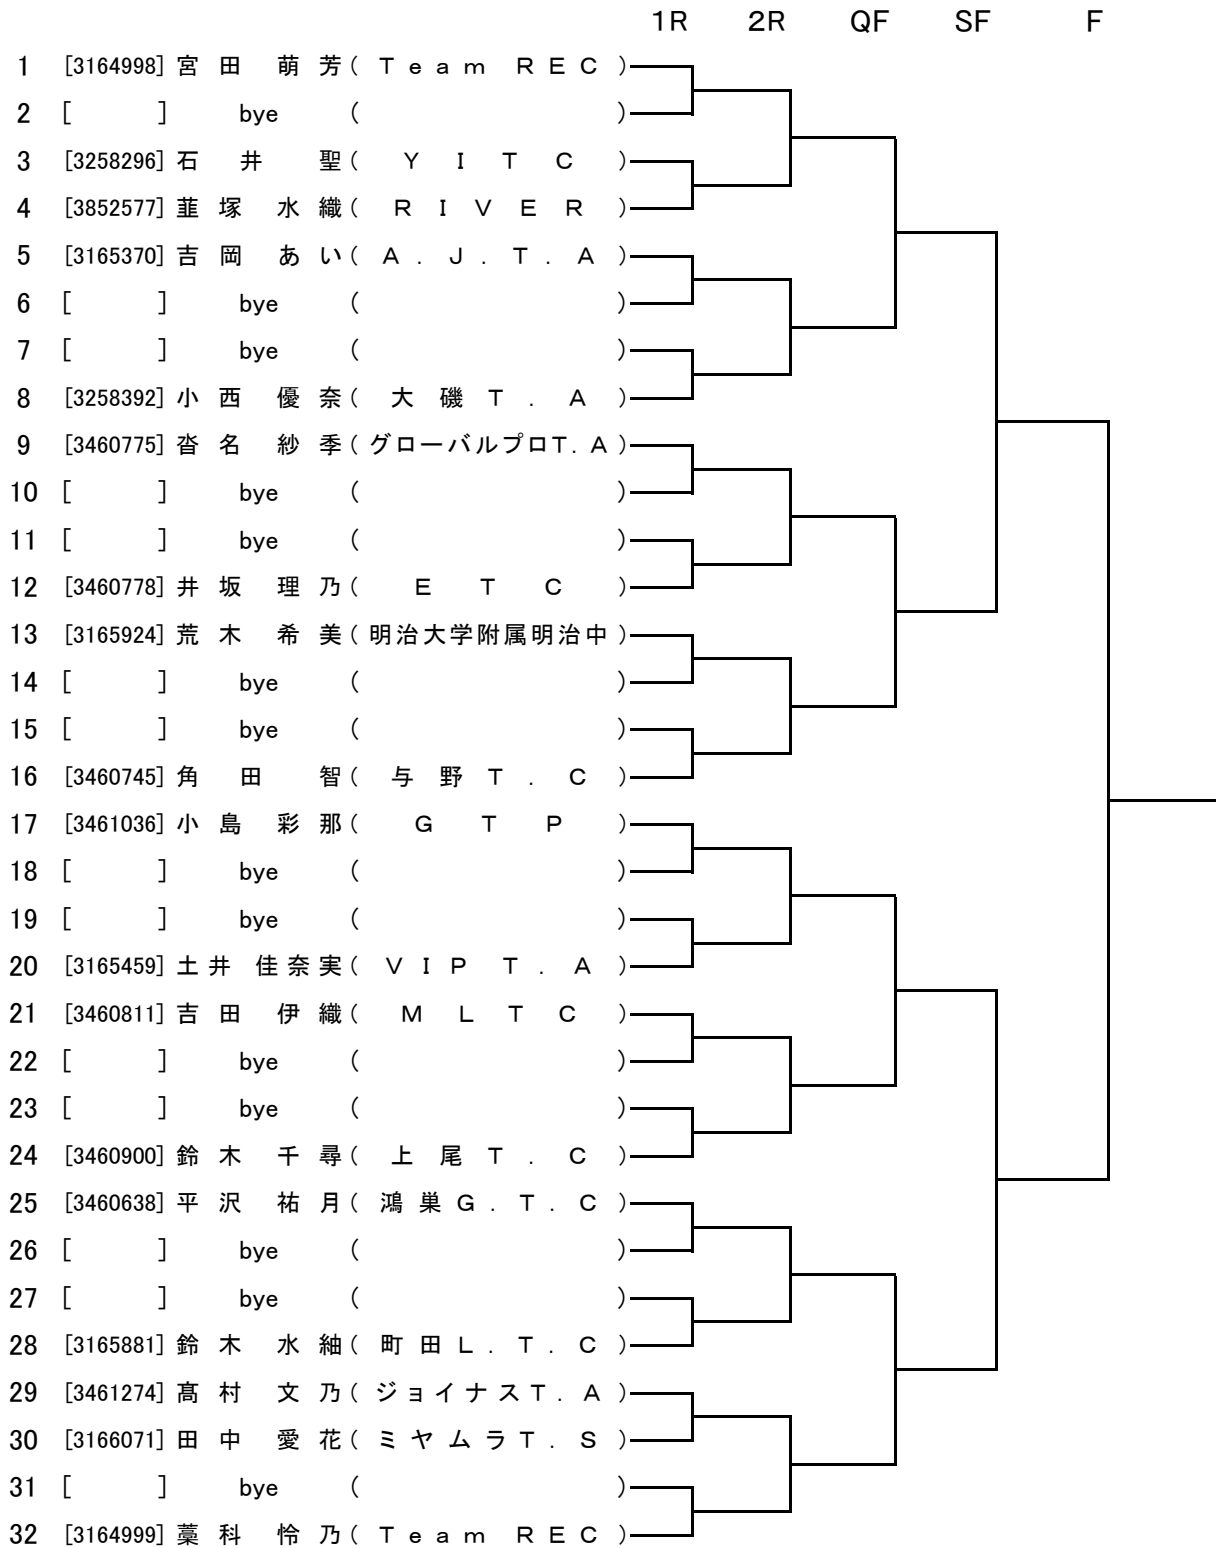 1R 2R QF SF F
1 [3164998] 宮田 萌芳 ( Team REC )
2 [ ] bye ( )
3 [3258296] 石井 聖 ( YITC )
4 [3852577] 韮塚 水織 ( RIVER )
5 [3165370] 吉岡 あい ( A.J.T.A )
6 [ ] bye ( )
7 [ ] bye ( )
8 [3258392] 小西 優奈 ( 大磯T.A )
9 [3460775] 沓名 紗季 ( グローバルプロT.A )
10 [ ] bye ( )
11 [ ] bye ( )
12 [3460778] 井坂 理乃 ( ETC )
13 [3165924] 荒木 希美 ( 明治大学附属明治中 )
14 [ ] bye ( )
15 [ ] bye ( )
16 [3460745] 角田 智 ( 与野T.C )
17 [3461036] 小島 彩那 ( GTP )
18 [ ] bye ( )
19 [ ] bye ( )
20 [3165459] 土井 佳奈実 ( VIP T.A )
21 [3460811] 吉田 伊織 ( MLTC )
22 [ ] bye ( )
23 [ ] bye ( )
24 [3460900] 鈴木 千尋 ( 上尾T.C )
25 [3460638] 平沢 祐月 ( 鴻巣G.T.C )
26 [ ] bye ( )
27 [ ] bye ( )
28 [3165881] 鈴木 水紬 ( 町田L.T.C )
29 [3461274] 髙村 文乃 ( ジョイナスT.A )
30 [3166071] 田中 愛花 ( ミヤムラT.S )
31 [ ] bye ( )
32 [3164999] 藁科 怜乃 ( Team REC )